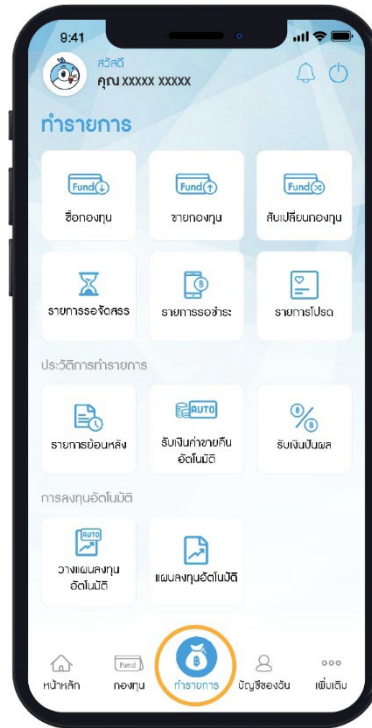 9:41
สวัสดี
คุณ xxxxx xxxxx
ทำรายการ
Fund
Fund
Fund
ซื้อกองทุน
ขายกองทุน
สับเปลี่ยนกองทุน
รายการรอจัดสรร
รายการรอชำระ
รายการโปรด
ประวัติการทำรายการ
AUTO
รายการย้อนหลัง
รับเงินค่าขายคืน
อัตโนมัติ
รับเงินปันผล
การลงทุนอัตโนมัติ
AUTO
วางแผนลงทุน
อัตโนมัติ
แผนลงทุนอัตโนมัติ
Fund
หน้าหลัก
กองทุน
ทำรายการ
บัญชีของฉัน
เพิ่มเติม